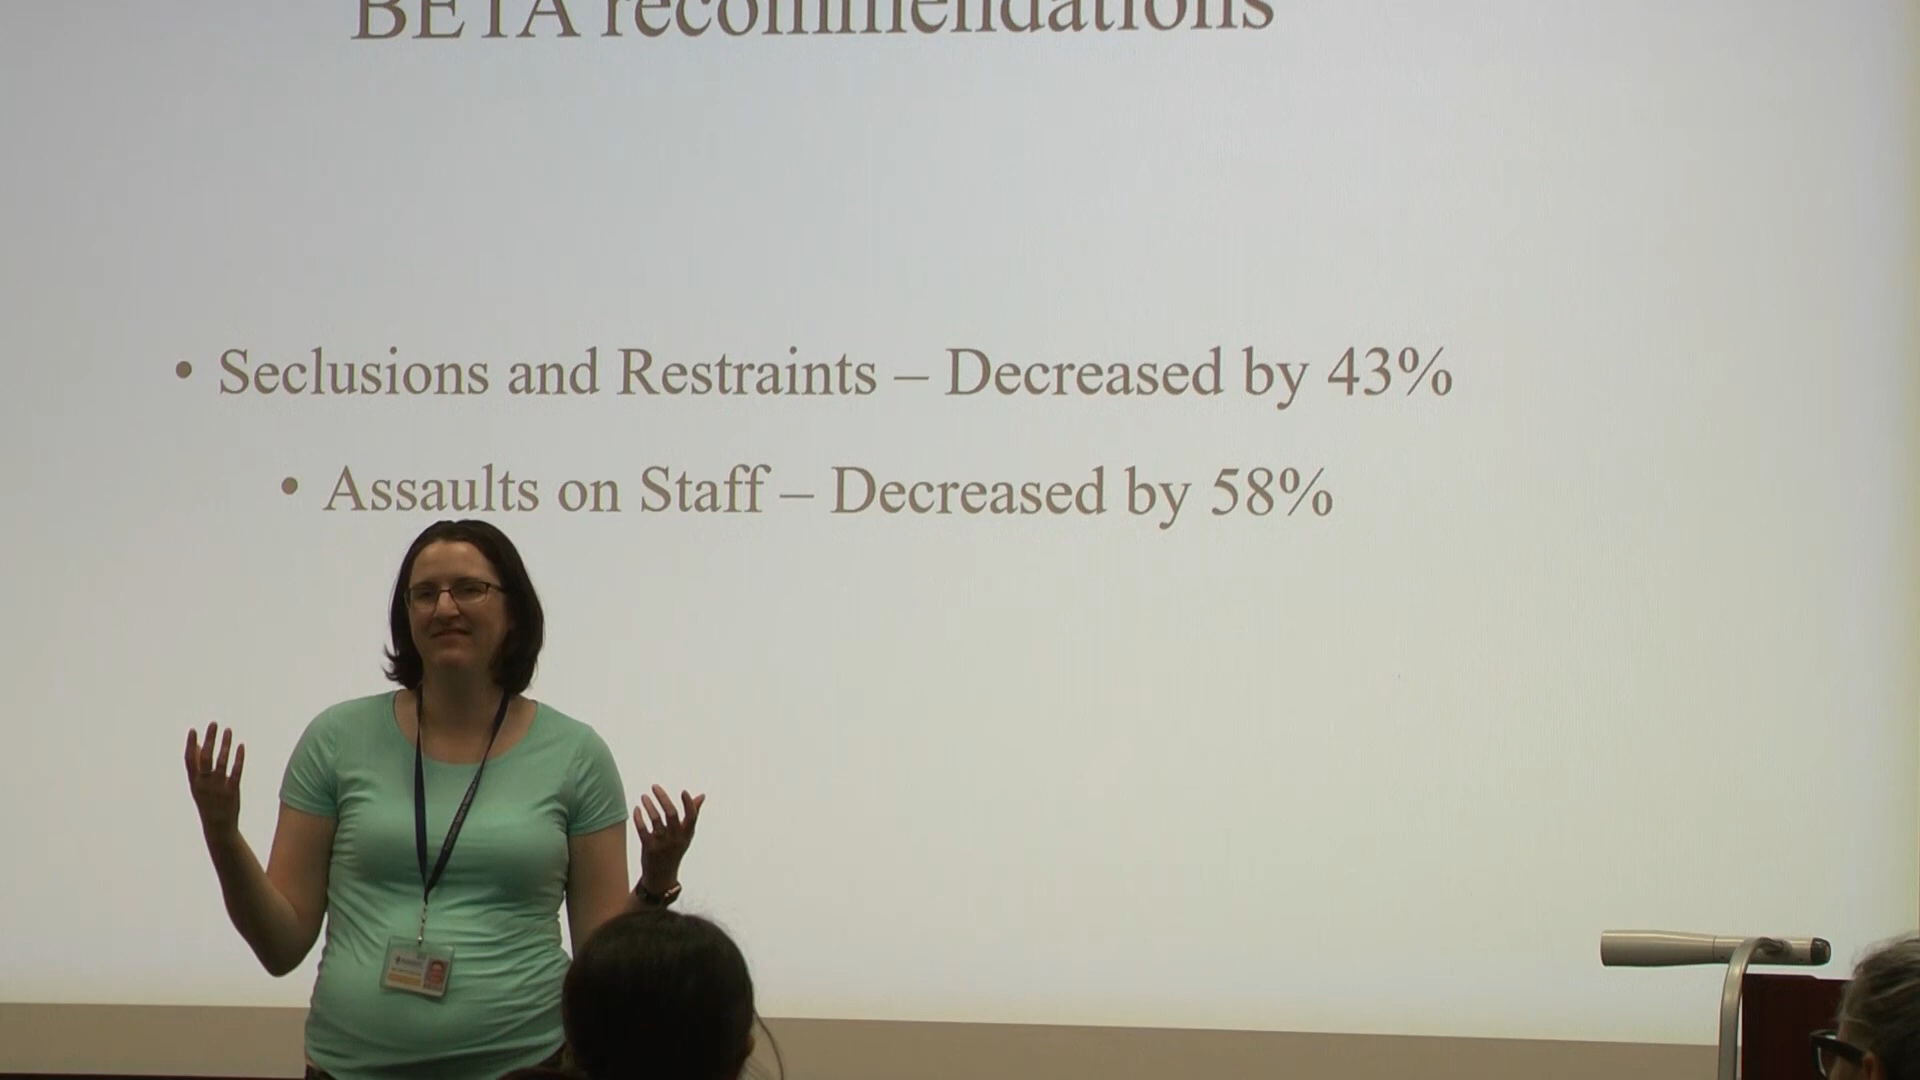 BETA recommendations
• Seclusions and Restraints – Decreased by 43%
• Assaults on Staff – Decreased by 58%